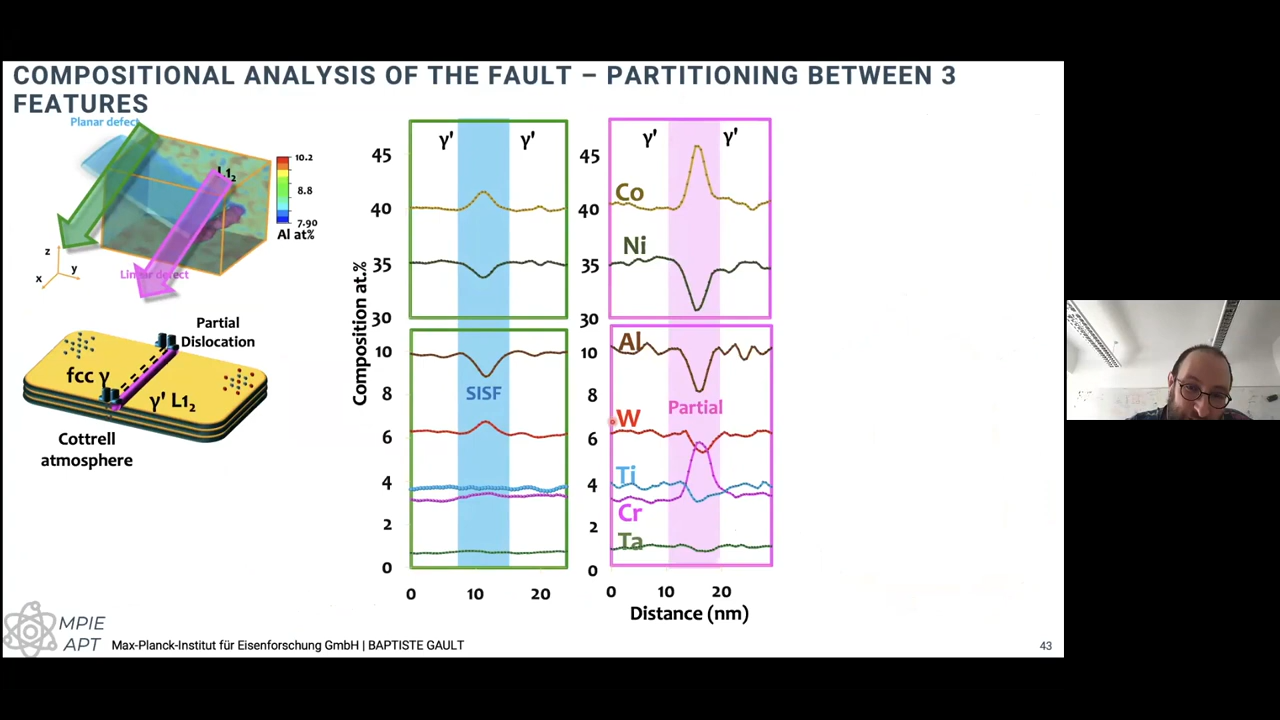 COMPOSITIONAL ANALYSIS OF THE FAULT – PARTITIONING BETWEEN 3
FEATURES
Planar defect
L1₂
10.2
8.8
7.90
Al at%
z
y
x
Linear defect
Partial
Dislocation
fcc γ
γ' L1₂
Cottrell
atmosphere
Composition at.%
γ' γ'
45
40
35
30
10
8
6
4
2
0
SISF
0 10 20
γ' γ'
45
40
35
30
10
8
6
4
2
0
Co
Ni
Al
Partial
W
Ti
Cr
Ta
0 10 20
Distance (nm)
MPIE
APT
Max-Planck-Institut für Eisenforschung GmbH | BAPTISTE GAULT
43